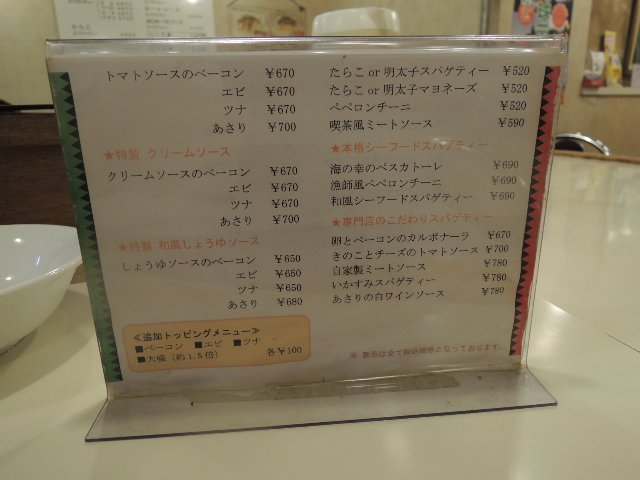 トマトソースのベーコン ¥670
エビ ¥670
ツナ ¥670
あさり ¥700
★特製 クリームソース
クリームソースのベーコン ¥670
エビ ¥670
ツナ ¥670
あさり ¥700
★特製 和風しょうゆソース
しょうゆソースのベーコン ¥650
エビ ¥650
ツナ ¥650
あさり ¥680
≪追加トッピングメニュー≫
■ベーコン ■エビ ■ツナ
■大盛（約1.5倍） 各¥100
たらこ or 明太子スパゲティー ¥520
たらこ or 明太子マヨネーズ ¥520
ペペロンチーニ ¥520
喫茶風ミートソース ¥590
★本格シーフードスパゲティー
海の幸のペスカトーレ ¥690
漁師風ペペロンチーニ ¥690
和風シーフードスパゲティー ¥690
★専門店のこだわりスパゲティー
卵とベーコンのカルボナーラ ¥670
きのことチーズのトマトソース ¥700
自家製ミートソース ¥780
いかすみスパゲティー ¥780
あさりの白ワインソース ¥780
※ 表示は全て税込価格となっております。